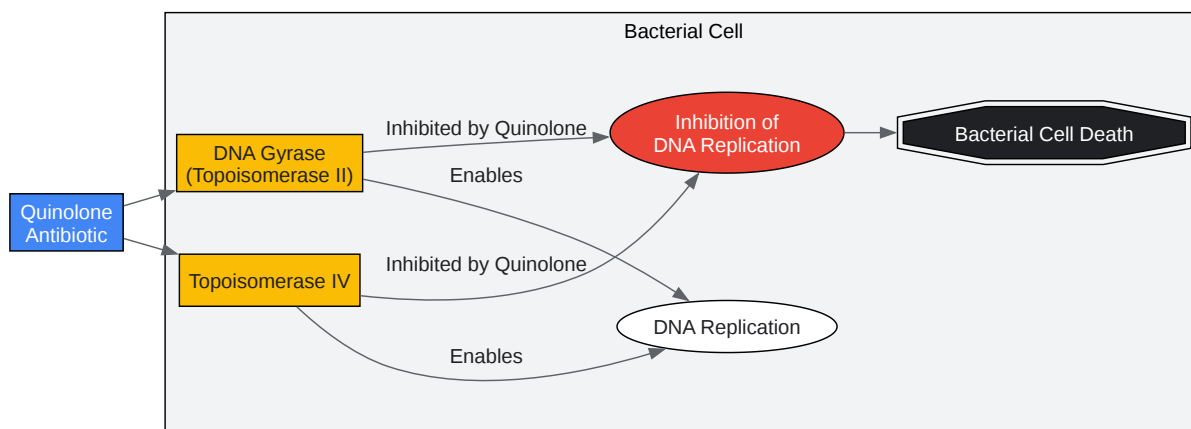 Bacterial Cell
Inhibited by Quinolone
Inhibition of
DNA Replication
Bacterial Cell Death
DNA Gyrase
(Topoisomerase II)
Enables
Quinolone
Antibiotic
Topoisomerase IV
Inhibited by Quinolone
DNA Replication
Enables